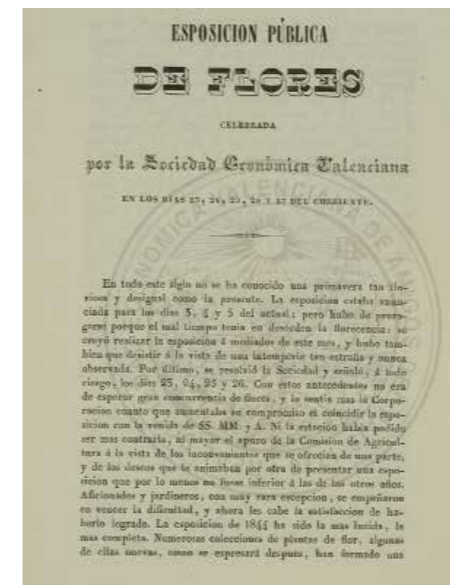 ESPOSICION PÚBLICA
DE FLORES
CELEBRADA
por la Sociedad Económica Valenciana
EN LOS DIAS 23, 24, 25, 26 Y 27 DEL CORRIENTE.
En todo este siglo no se ha conocido una primavera tan llu-
viosa y desigual como la presente. La esposicion estaba anun-
ciada para los dias 3, 4 y 5 del actual; pero hubo de proro-
garse porque el mal tiempo tenia en desórden la florecencia: se
creyó realizar la esposicion á mediados de este mes, y hubo tam-
bien que desistir á la vista de una intemperie tan estraña y nunca
observada. Por último, se resolvió la Sociedad y señaló, á todo
riesgo, los dias 23, 24, 25 y 26. Con estos antecedentes no era
de esperar gran concurrencia de flores, y lo sentia mas la Corpo-
racion cuanto que aumentaba su compromiso el coincidir la espo-
sicion con la venida de SS. MM. y A. Ni la estacion habia podido
ser mas contraria, ni mayor el apuro de la Comision de Agricul-
tura á la vista de los inconvenientes que se ofrecian de una parte,
y de los deseos que la animaban por otra de presentar una espo-
sicion que por lo menos no fuese inferior á las de los otros años.
Aficionados y jardineros, con muy rara escepcion, se empeñaron
en vencer la dificultad, y ahora les cabe la satisfaccion de ha-
berlo logrado. La esposicion de 1844 ha sido la mas lucida, la
mas completa. Numerosas colecciones de plantas de flor, algunas
de ellas nuevas, como se espresará despues, han formado una